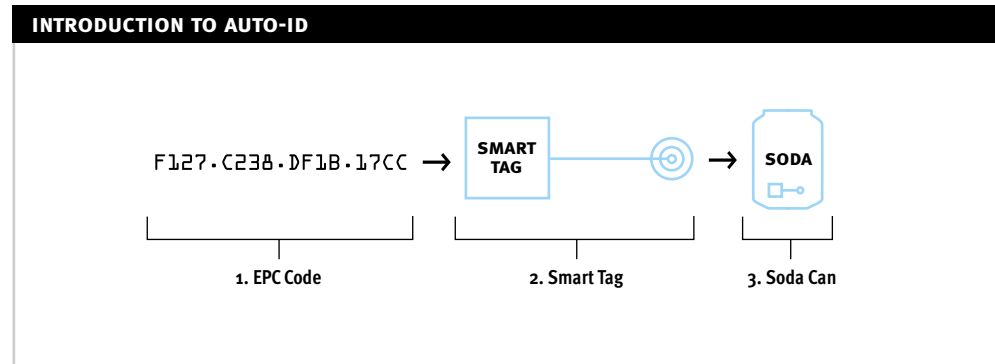 INTRODUCTION TO AUTO-ID
F127.C238.DF1B.17CC → SMART TAG → SODA
1. EPC Code 2. Smart Tag 3. Soda Can